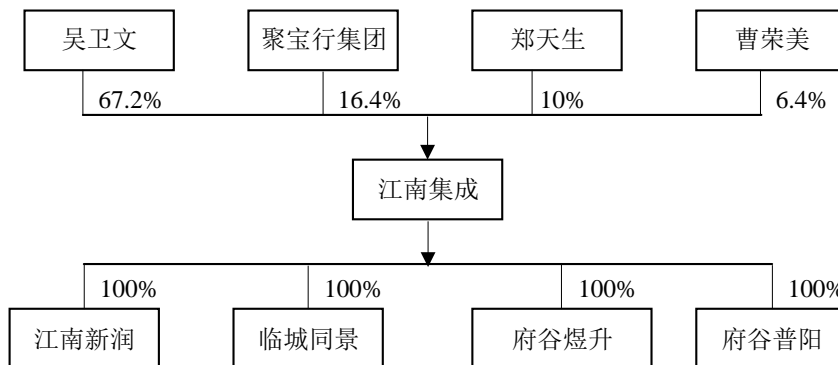 吴卫文 聚宝行集团 郑天生 曹荣美
67.2% 16.4% 10% 6.4%
江南集成
100% 100% 100% 100%
江南新润 临城同景 府谷煜升 府谷普阳